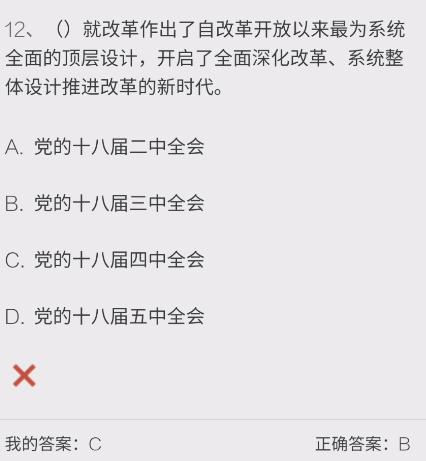 12、（）就改革作出了自改革开放以来最为系统
全面的顶层设计，开启了全面深化改革、系统整
体设计推进改革的新时代。
A. 党的十八届二中全会
B. 党的十八届三中全会
C. 党的十八届四中全会
D. 党的十八届五中全会
我的答案：C
正确答案：B